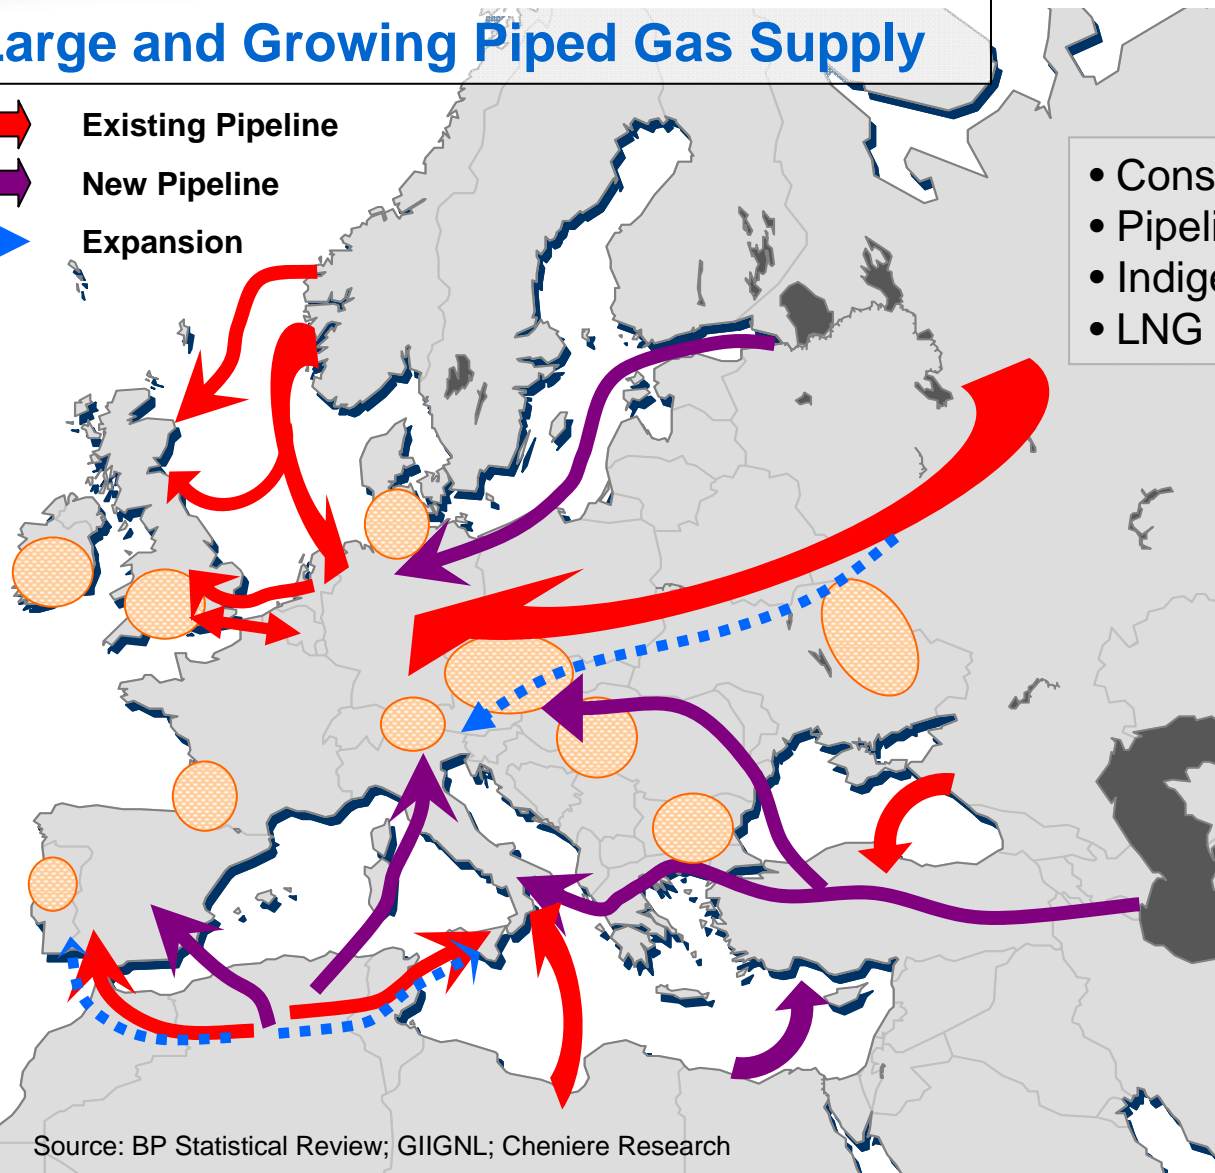 Large and Growing Piped Gas Supply
Existing Pipeline
New Pipeline
Expansion
• Cons
• Pipeli
• Indige
• LNG
Source: BP Statistical Review; GIIGNL; Cheniere Research